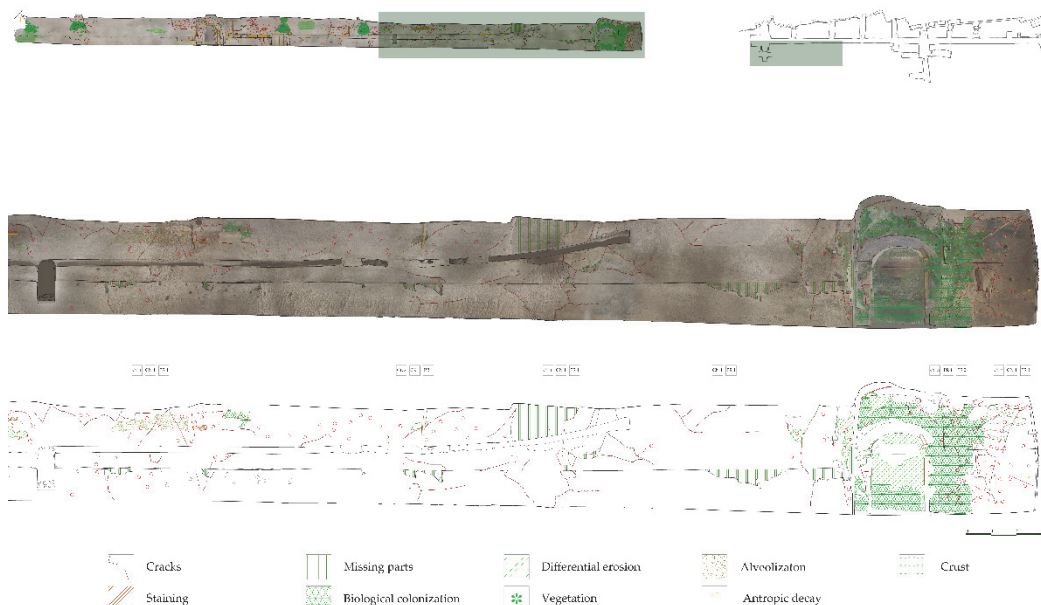 Cracks
Missing parts
Differential erosion
Alveolizaton
Crust
Staining
Biological colonization
Vegetation
Antropic decay